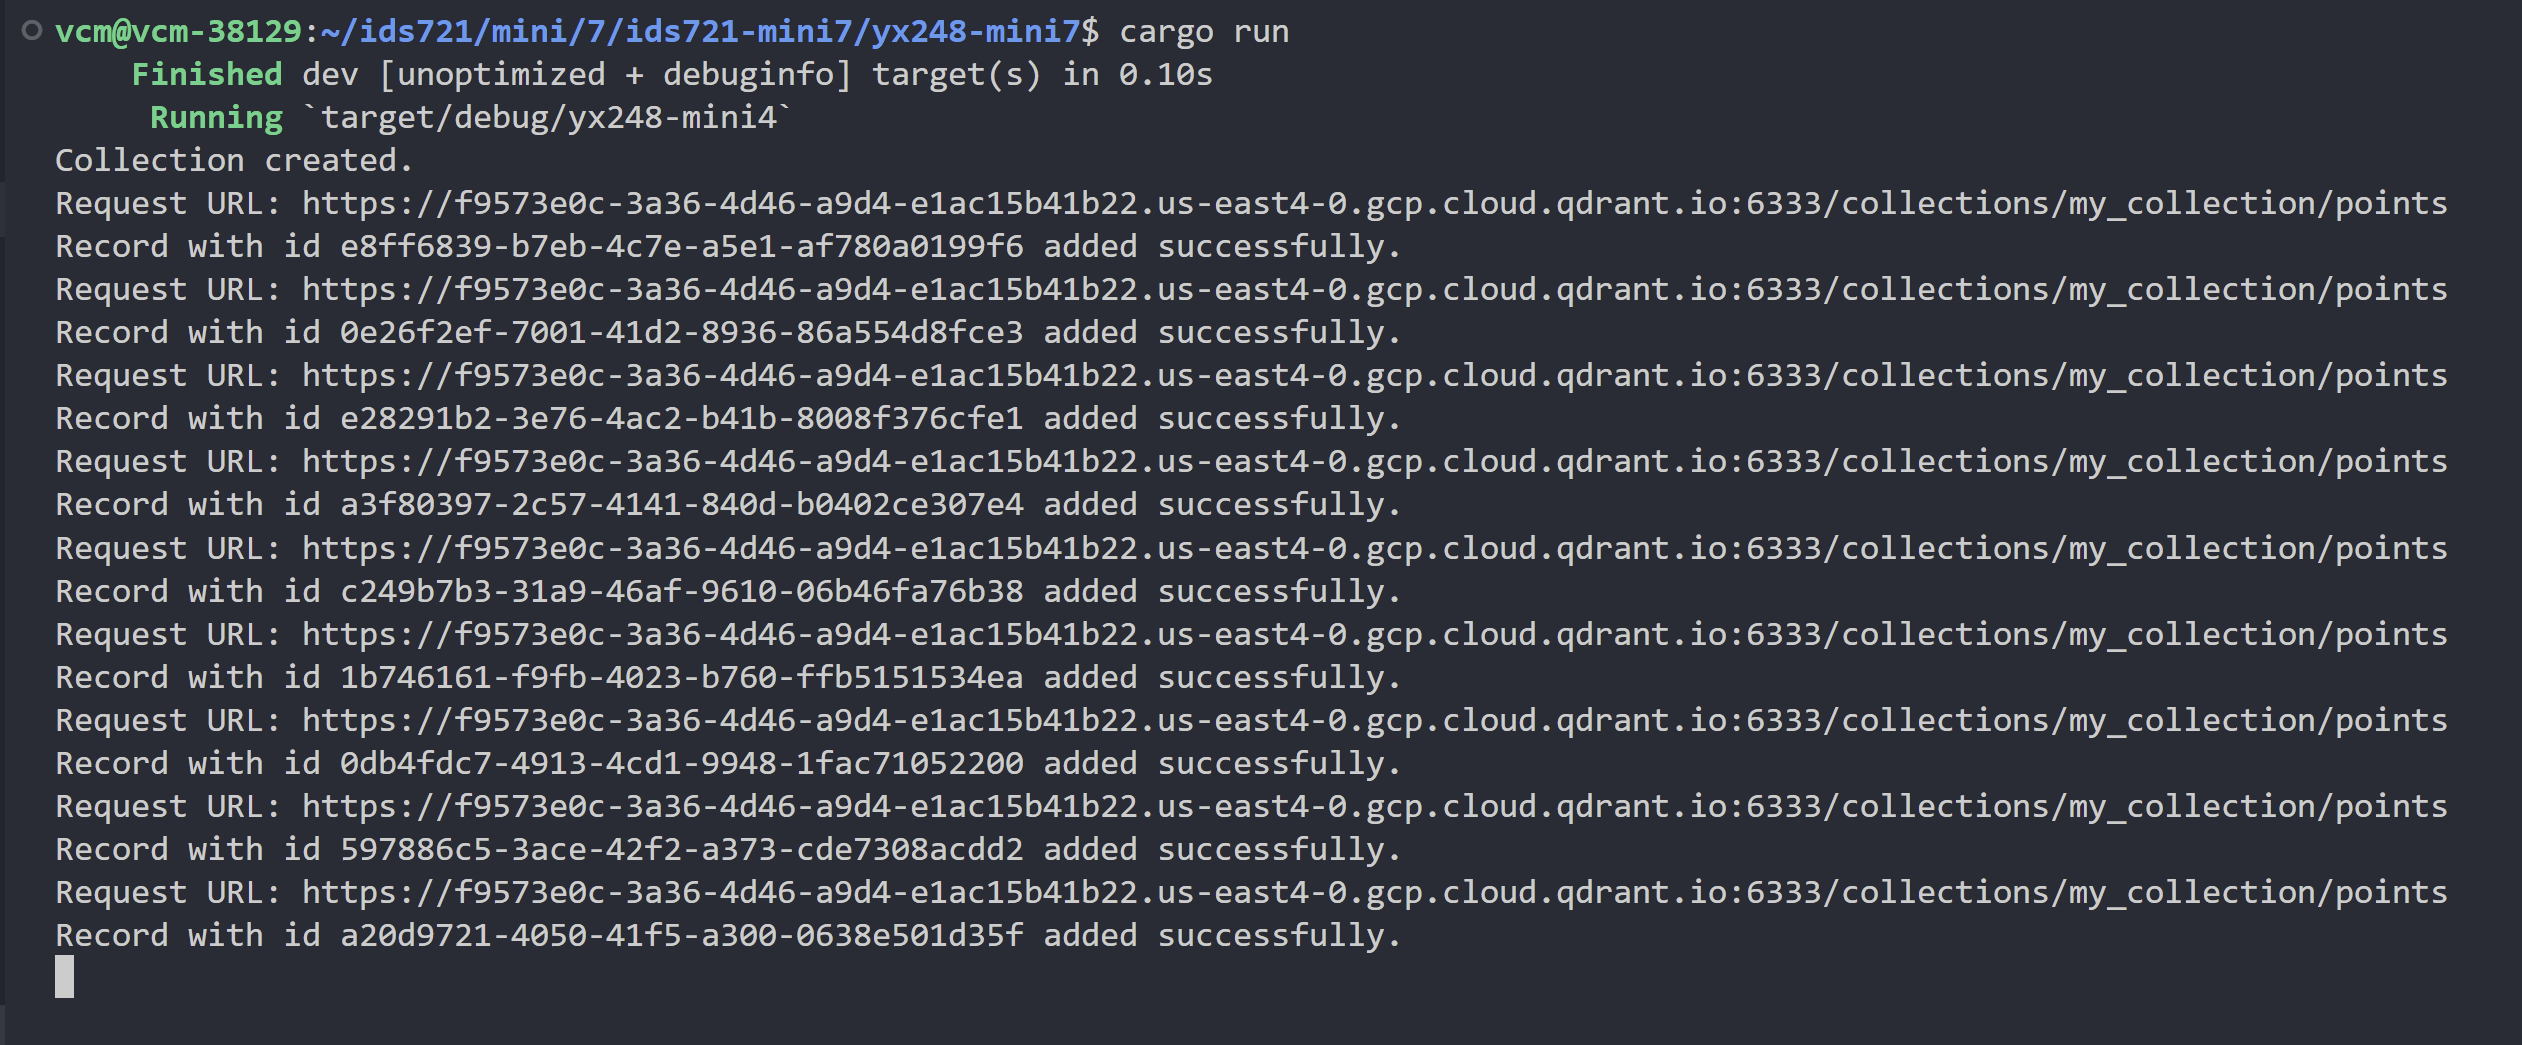 vcm@vcm-38129:~/ids721/mini/7/ids721-mini7/yx248-mini7$ cargo run
Finished dev [unoptimized + debuginfo] target(s) in 0.10s
Running `target/debug/yx248-mini4`
Collection created.
Request URL: https://f9573e0c-3a36-4d46-a9d4-e1ac15b41b22.us-east4-0.gcp.cloud.qdrant.io:6333/collections/my_collection/points
Record with id e8ff6839-b7eb-4c7e-a5e1-af780a0199f6 added successfully.
Request URL: https://f9573e0c-3a36-4d46-a9d4-e1ac15b41b22.us-east4-0.gcp.cloud.qdrant.io:6333/collections/my_collection/points
Record with id 0e26f2ef-7001-41d2-8936-86a554d8fce3 added successfully.
Request URL: https://f9573e0c-3a36-4d46-a9d4-e1ac15b41b22.us-east4-0.gcp.cloud.qdrant.io:6333/collections/my_collection/points
Record with id e28291b2-3e76-4ac2-b41b-8008f376cfe1 added successfully.
Request URL: https://f9573e0c-3a36-4d46-a9d4-e1ac15b41b22.us-east4-0.gcp.cloud.qdrant.io:6333/collections/my_collection/points
Record with id a3f80397-2c57-4141-840d-b0402ce307e4 added successfully.
Request URL: https://f9573e0c-3a36-4d46-a9d4-e1ac15b41b22.us-east4-0.gcp.cloud.qdrant.io:6333/collections/my_collection/points
Record with id c249b7b3-31a9-46af-9610-06b46fa76b38 added successfully.
Request URL: https://f9573e0c-3a36-4d46-a9d4-e1ac15b41b22.us-east4-0.gcp.cloud.qdrant.io:6333/collections/my_collection/points
Record with id 1b746161-f9fb-4023-b760-ffb5151534ea added successfully.
Request URL: https://f9573e0c-3a36-4d46-a9d4-e1ac15b41b22.us-east4-0.gcp.cloud.qdrant.io:6333/collections/my_collection/points
Record with id 0db4fdc7-4913-4cd1-9948-1fac71052200 added successfully.
Request URL: https://f9573e0c-3a36-4d46-a9d4-e1ac15b41b22.us-east4-0.gcp.cloud.qdrant.io:6333/collections/my_collection/points
Record with id 597886c5-3ace-42f2-a373-cde7308acdd2 added successfully.
Request URL: https://f9573e0c-3a36-4d46-a9d4-e1ac15b41b22.us-east4-0.gcp.cloud.qdrant.io:6333/collections/my_collection/points
Record with id a20d9721-4050-41f5-a300-0638e501d35f added successfully.